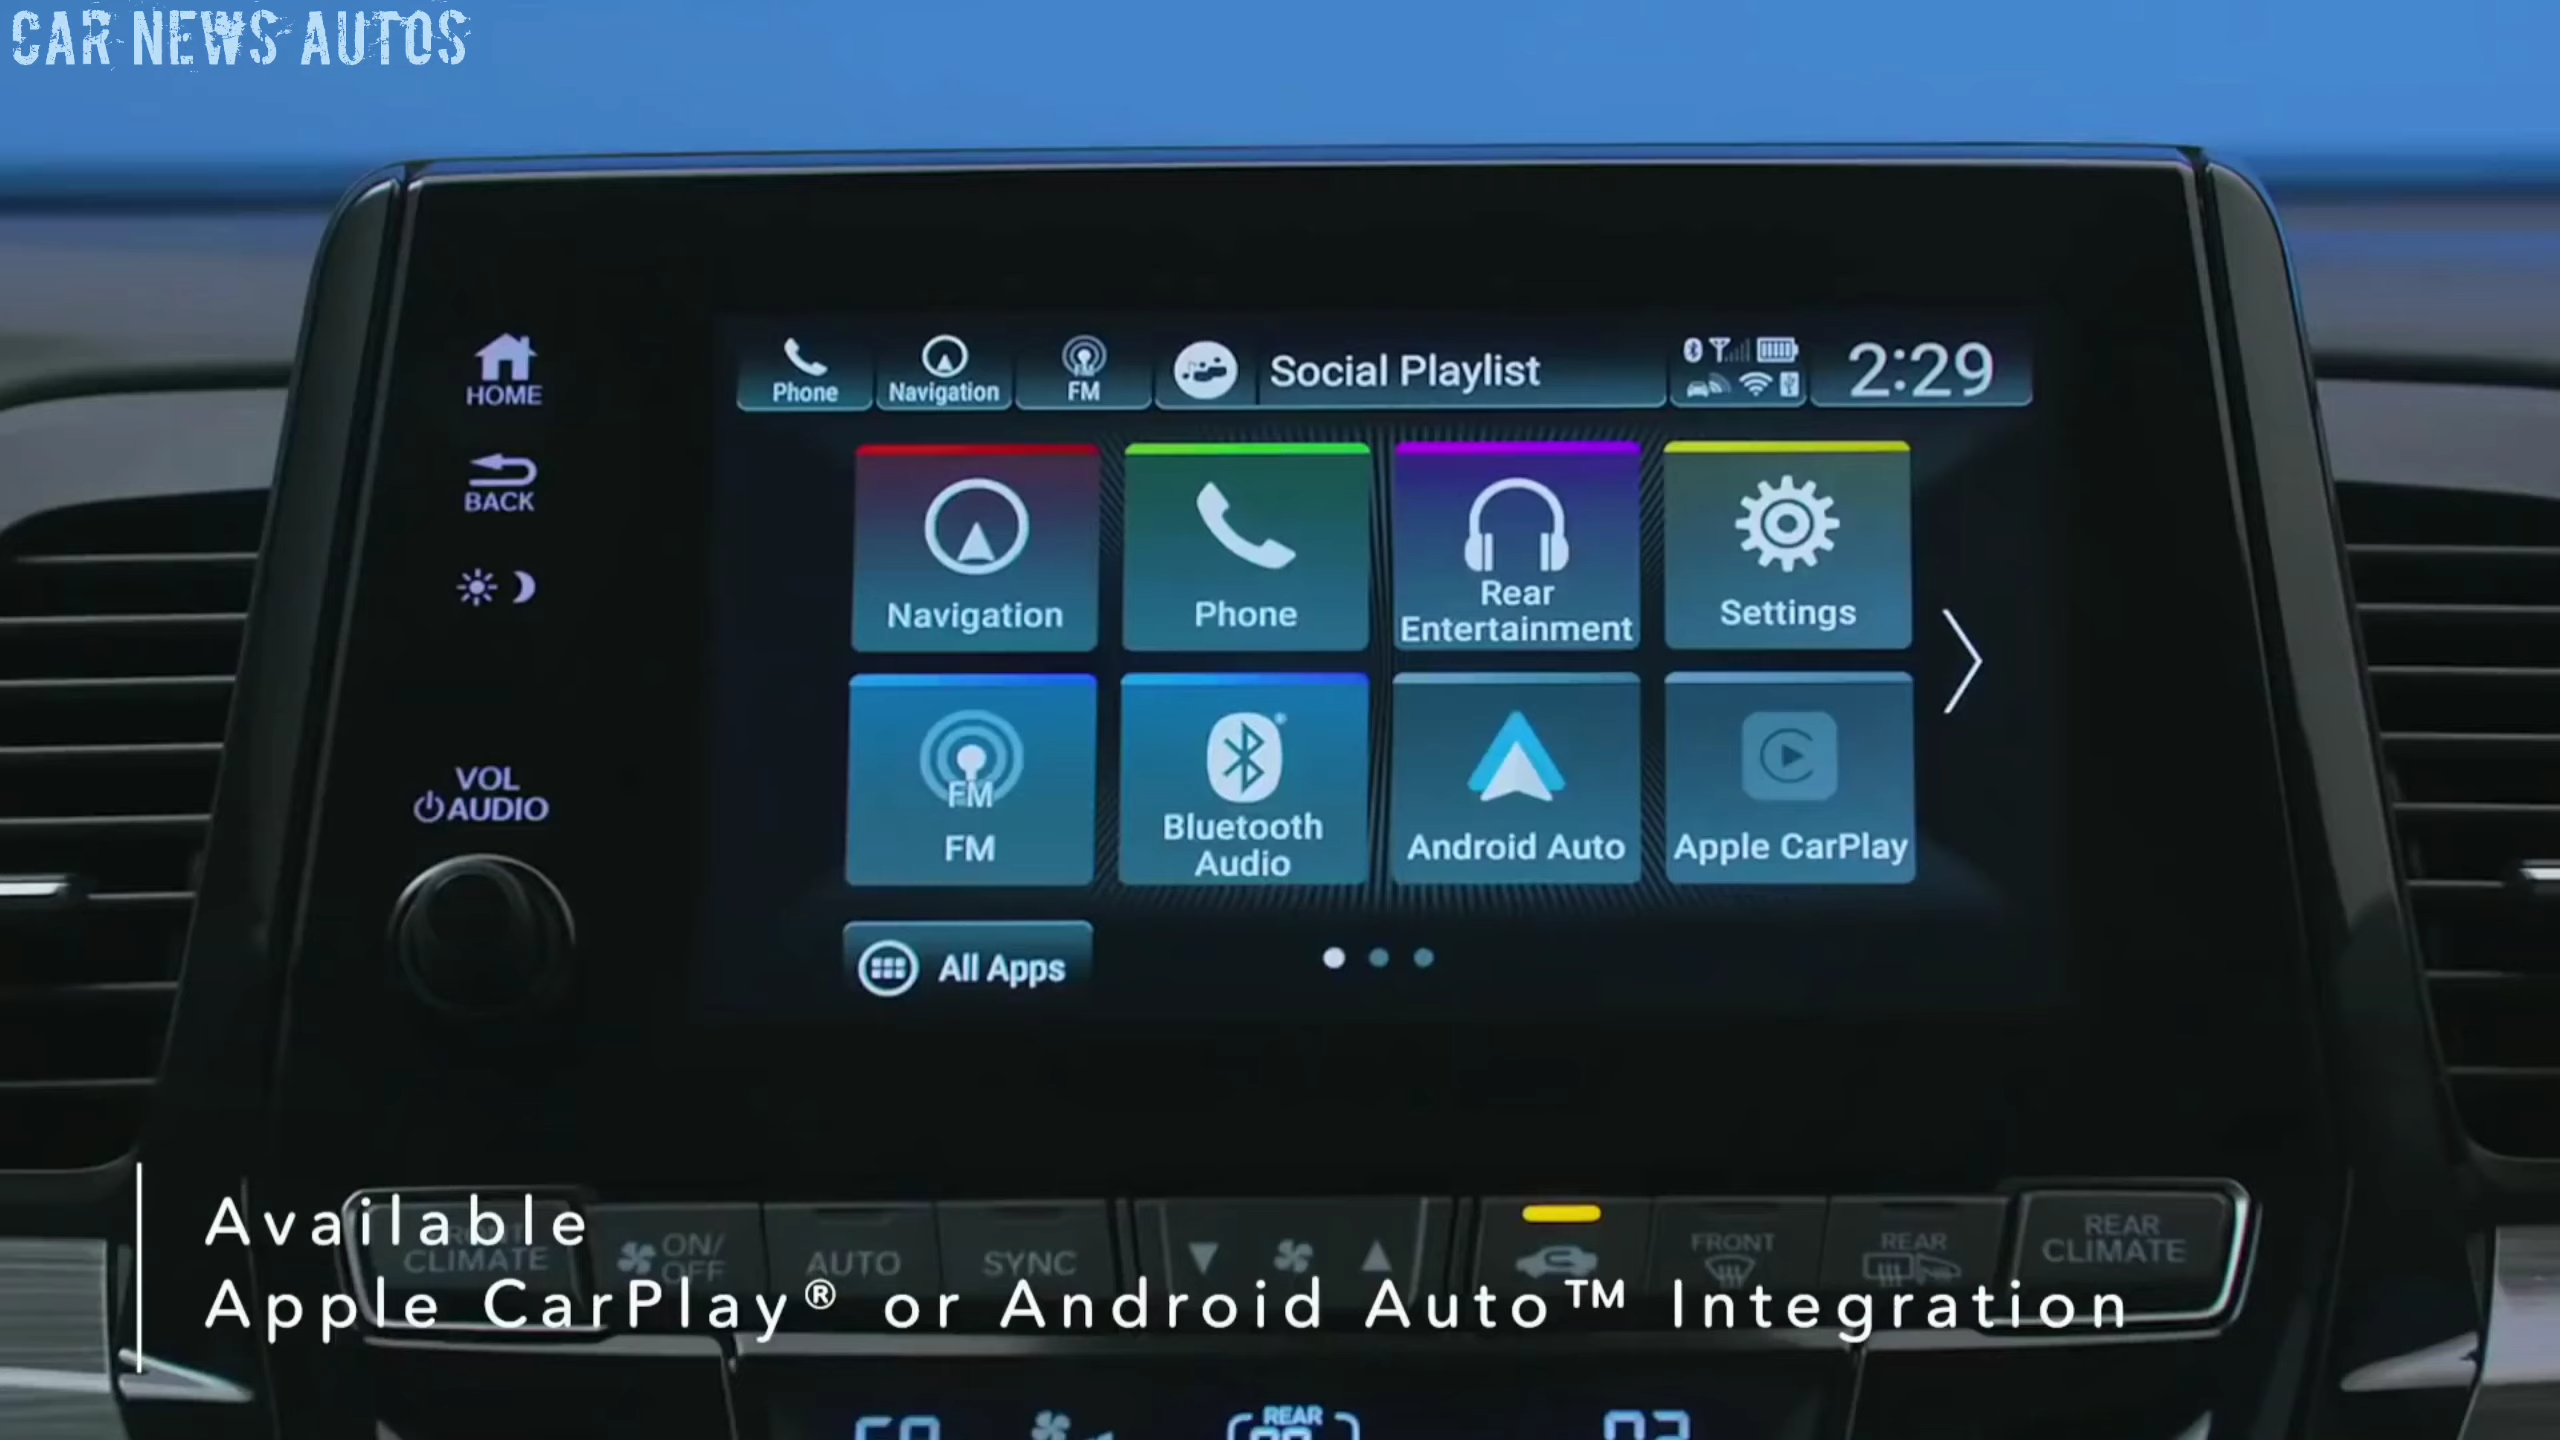 CAR NEWS AUTOS
HOME
BACK
VOL
AUDIO
Phone
Navigation
FM
Social Playlist
2:29
Navigation
Phone
Rear
Entertainment
Settings
FM
FM
Bluetooth
Audio
Android Auto
Apple CarPlay
All Apps
CLIMATE
ON/
OFF
AUTO
SYNC
FRONT
REAR
REAR
CLIMATE
Available
Apple CarPlay® or Android Auto™ Integration
REAR